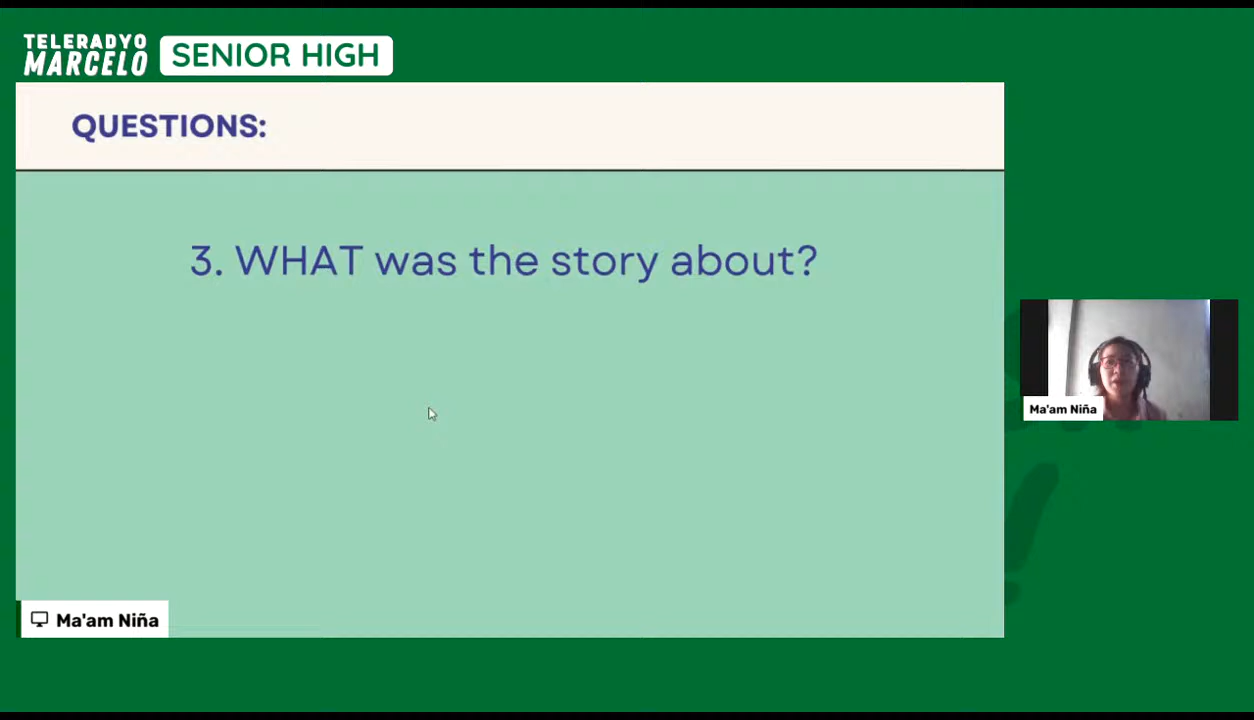 TELERADYO
MARCELO
SENIOR HIGH
QUESTIONS:
3. WHAT was the story about?
Ma'am Niña
Ma'am Niña